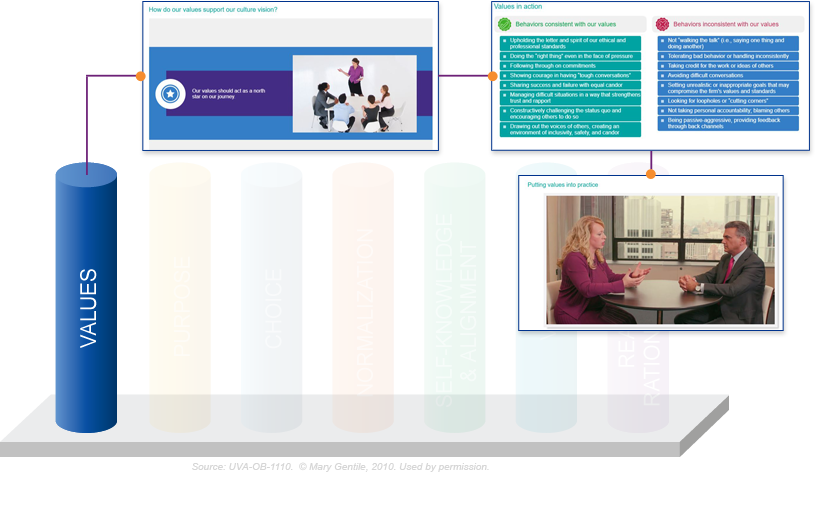 How do our values support our culture vision?
Our values should act as a north
star on our journey.
Values in action
Behaviors consistent with our values
Upholding the letter and spirit of our ethical and
professional standards
Doing the "right thing" even in the face of pressure
Following through on commitments
Showing courage in having "tough conversations"
Sharing success and failure with equal candor
Managing difficult situations in a way that strengthens
trust and rapport
Constructively challenging the status quo and
encouraging others to do so
Drawing out the voices of others, creating an
environment of inclusivity, safety, and candor
Behaviors inconsistent with our values
Not "walking the talk" (i.e., saying one thing and
doing another)
Tolerating bad behavior or handling inconsistently
Taking credit for the work or ideas of others
Avoiding difficult conversations
Setting unrealistic or inappropriate goals that may
compromise the firm's values and standards
Looking for loopholes or "cutting corners"
Not taking personal accountability; blaming others
Being passive-aggressive, providing feedback
through back channels
Putting values into practice
VALUES
PURPOSE
CHOICE
NORMALIZATION
SELF-KNOWLEDGE
& ALIGNMENT
Source: UVA-OB-1110. © Mary Gentile, 2010. Used by permission.